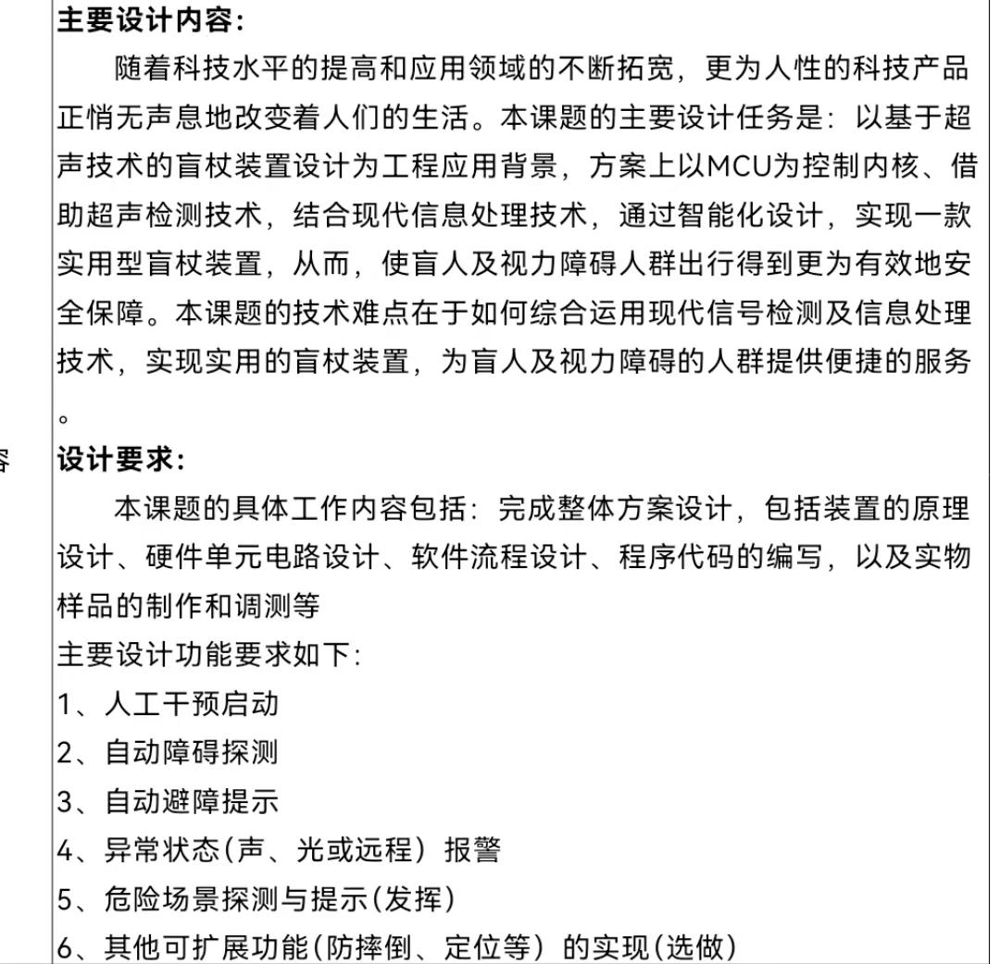 主要设计内容：
随着科技水平的提高和应用领域的不断拓宽，更为人性的科技产品
正悄无声息地改变着人们的生活。本课题的主要设计任务是：以基于超
声技术的盲杖装置设计为工程应用背景，方案上以MCU为控制内核、借
助超声检测技术，结合现代信息处理技术，通过智能化设计，实现一款
实用型盲杖装置，从而，使盲人及视力障碍人群出行得到更为有效地安
全保障。本课题的技术难点在于如何综合运用现代信号检测及信息处理
技术，实现实用的盲杖装置，为盲人及视力障碍的人群提供便捷的服务
。
容
设计要求：
本课题的具体工作内容包括：完成整体方案设计，包括装置的原理
设计、硬件单元电路设计、软件流程设计、程序代码的编写，以及实物
样品的制作和调测等
主要设计功能要求如下：
1、人工干预启动
2、自动障碍探测
3、自动避障提示
4、异常状态(声、光或远程）报警
5、危险场景探测与提示(发挥）
6、其他可扩展功能(防摔倒、定位等）的实现(选做）